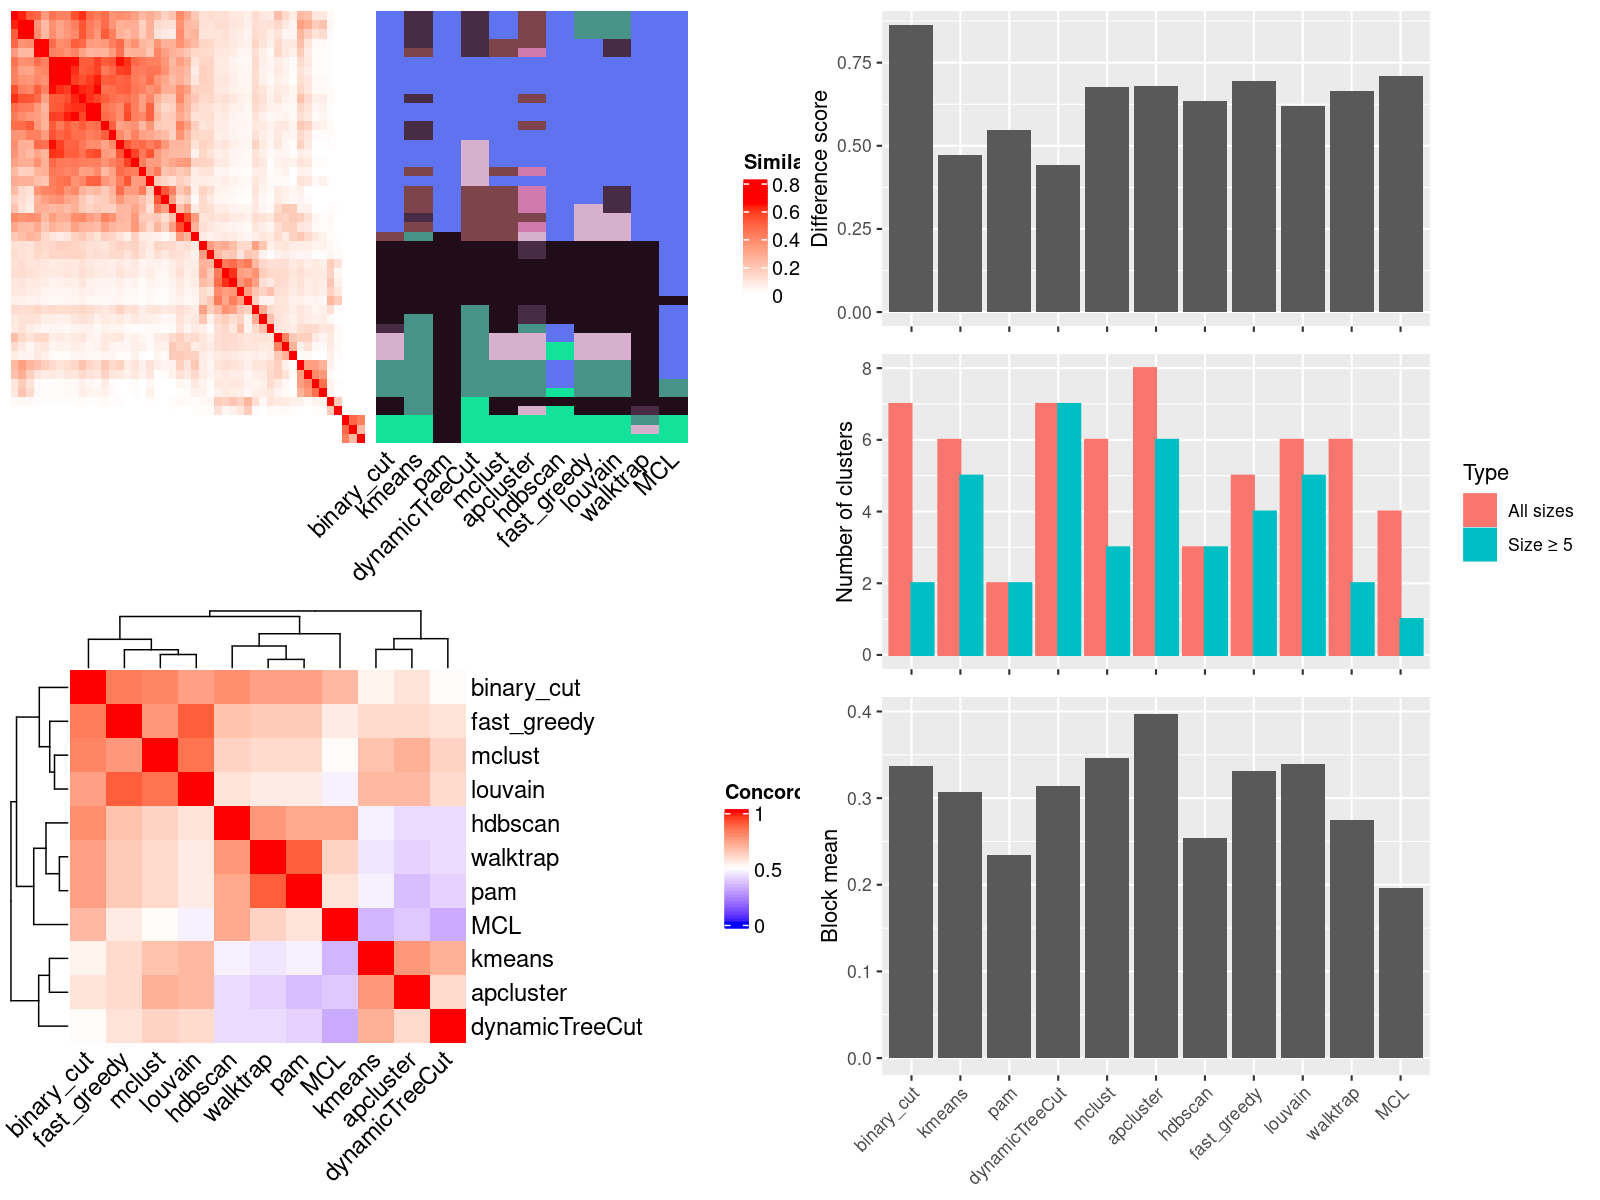 Simila
0.8
0.6
0.4
0.2
0
binary_cut
kmeans
pam
dynamicTreeCut
mclust
apcluster
hdbscan
fast_greedy
louvain
walktrap
MCL
binary_cut
fast_greedy
mclust
louvain
hdbscan
walktrap
pam
MCL
kmeans
apcluster
dynamicTreeCut
binary_cut
fast_greedy
mclust
louvain
hdbscan
walktrap
pam
MCL
kmeans
apcluster
dynamicTreeCut
Concord
1
0.5
0
Difference score
0.75
0.50
0.25
0.00
Number of clusters
8
6
4
2
0
Type
All sizes
Size ≥ 5
Block mean
0.4
0.3
0.2
0.1
0.0
binary_cut
kmeans
pam
dynamicTreeCut
mclust
apcluster
hdbscan
fast_greedy
louvain
walktrap
MCL